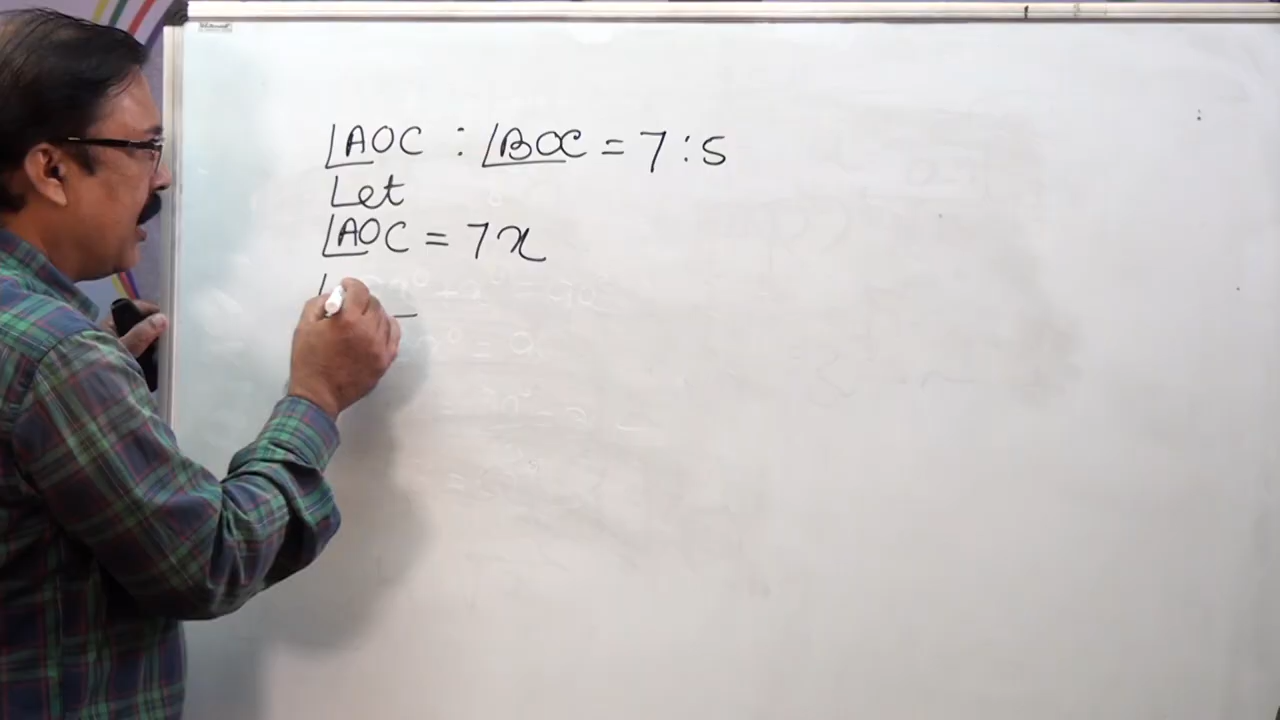 ∠AOC : ∠BOC = 7 : 5
Let
∠AOC = 7x